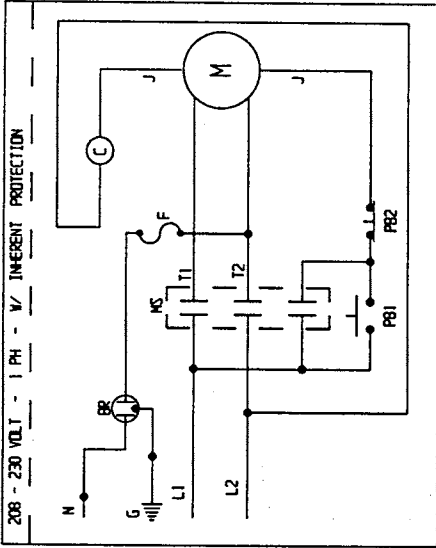 208 - 230 VOLT - 1 PH - W/ INHERENT PROTECTION
M
J
J
C
F
PB2
T1
MS
T2
PB1
BR
N
G
L1
L2